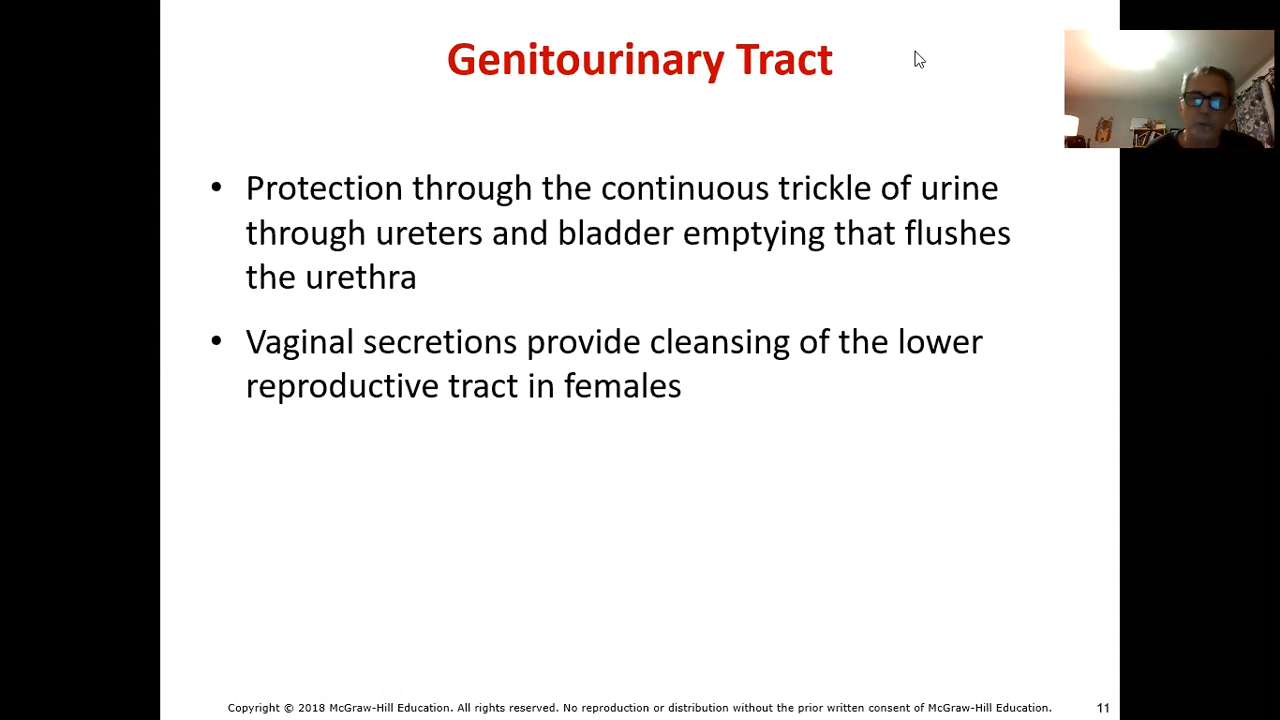 Genitourinary Tract
• Protection through the continuous trickle of urine
through ureters and bladder emptying that flushes
the urethra
• Vaginal secretions provide cleansing of the lower
reproductive tract in females
Copyright © 2018 McGraw-Hill Education. All rights reserved. No reproduction or distribution without the prior written consent of McGraw-Hill Education.
11